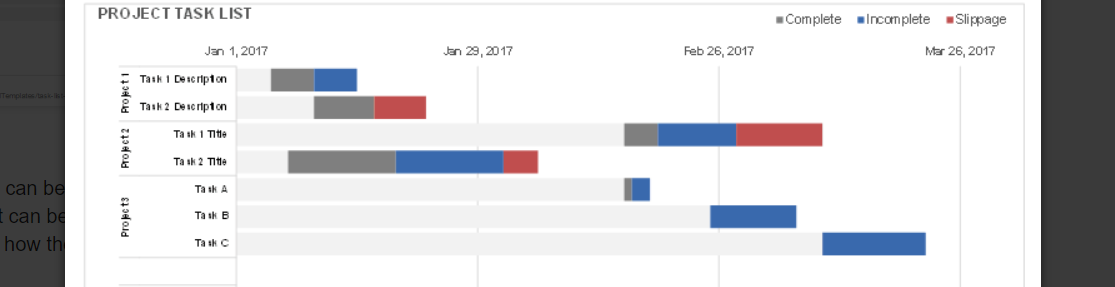 PROJECT TASK LIST
Complete Incomplete Slippage
Jan 1, 2017 Jan 29, 2017 Feb 26, 2017 Mar 26, 2017
Project 1
Task 1 Description
Task 2 Description
Project 2
Task 1 Title
Task 2 Title
Project 3
Task A
Task B
Task C
can be
t can be
how the